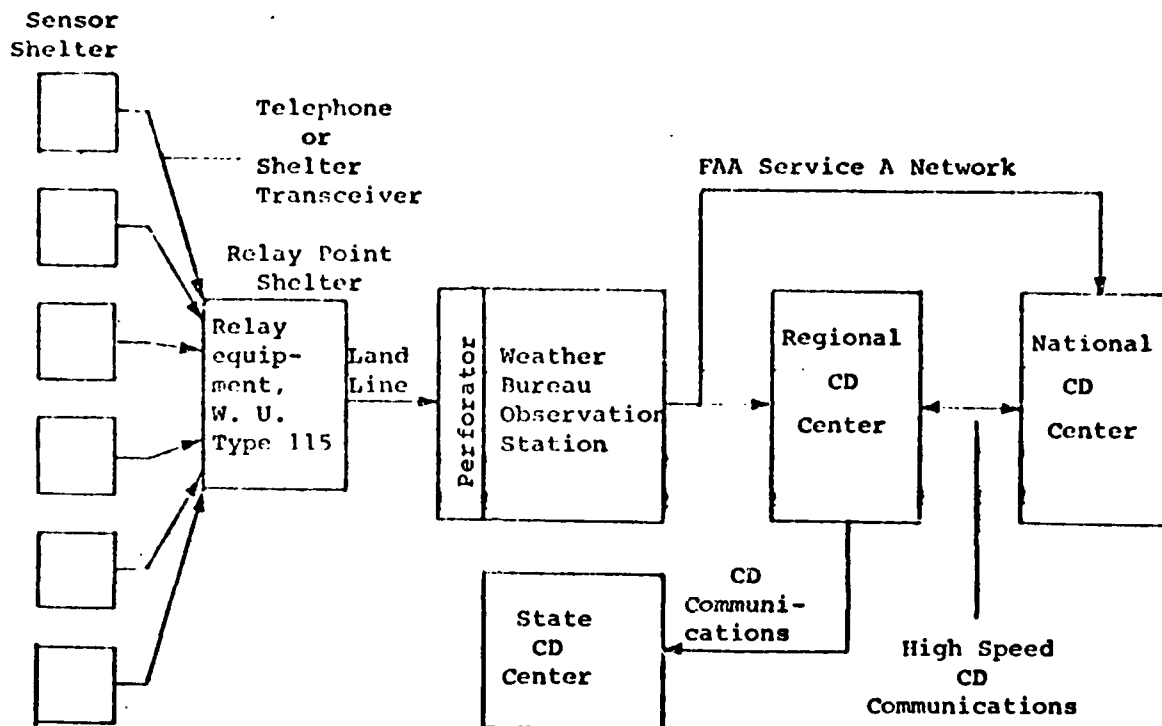 Sensor
Shelter
Telephone
or
Shelter
Transceiver
FAA Service A Network
Relay Point
Shelter
Relay
equip-
ment,
W. U.
Type 115
Land
Line
Perforator
Weather
Bureau
Observation
Station
Regional
CD
Center
National
CD
Center
CD
Communi-
cations
State
CD
Center
High Speed
CD
Communications